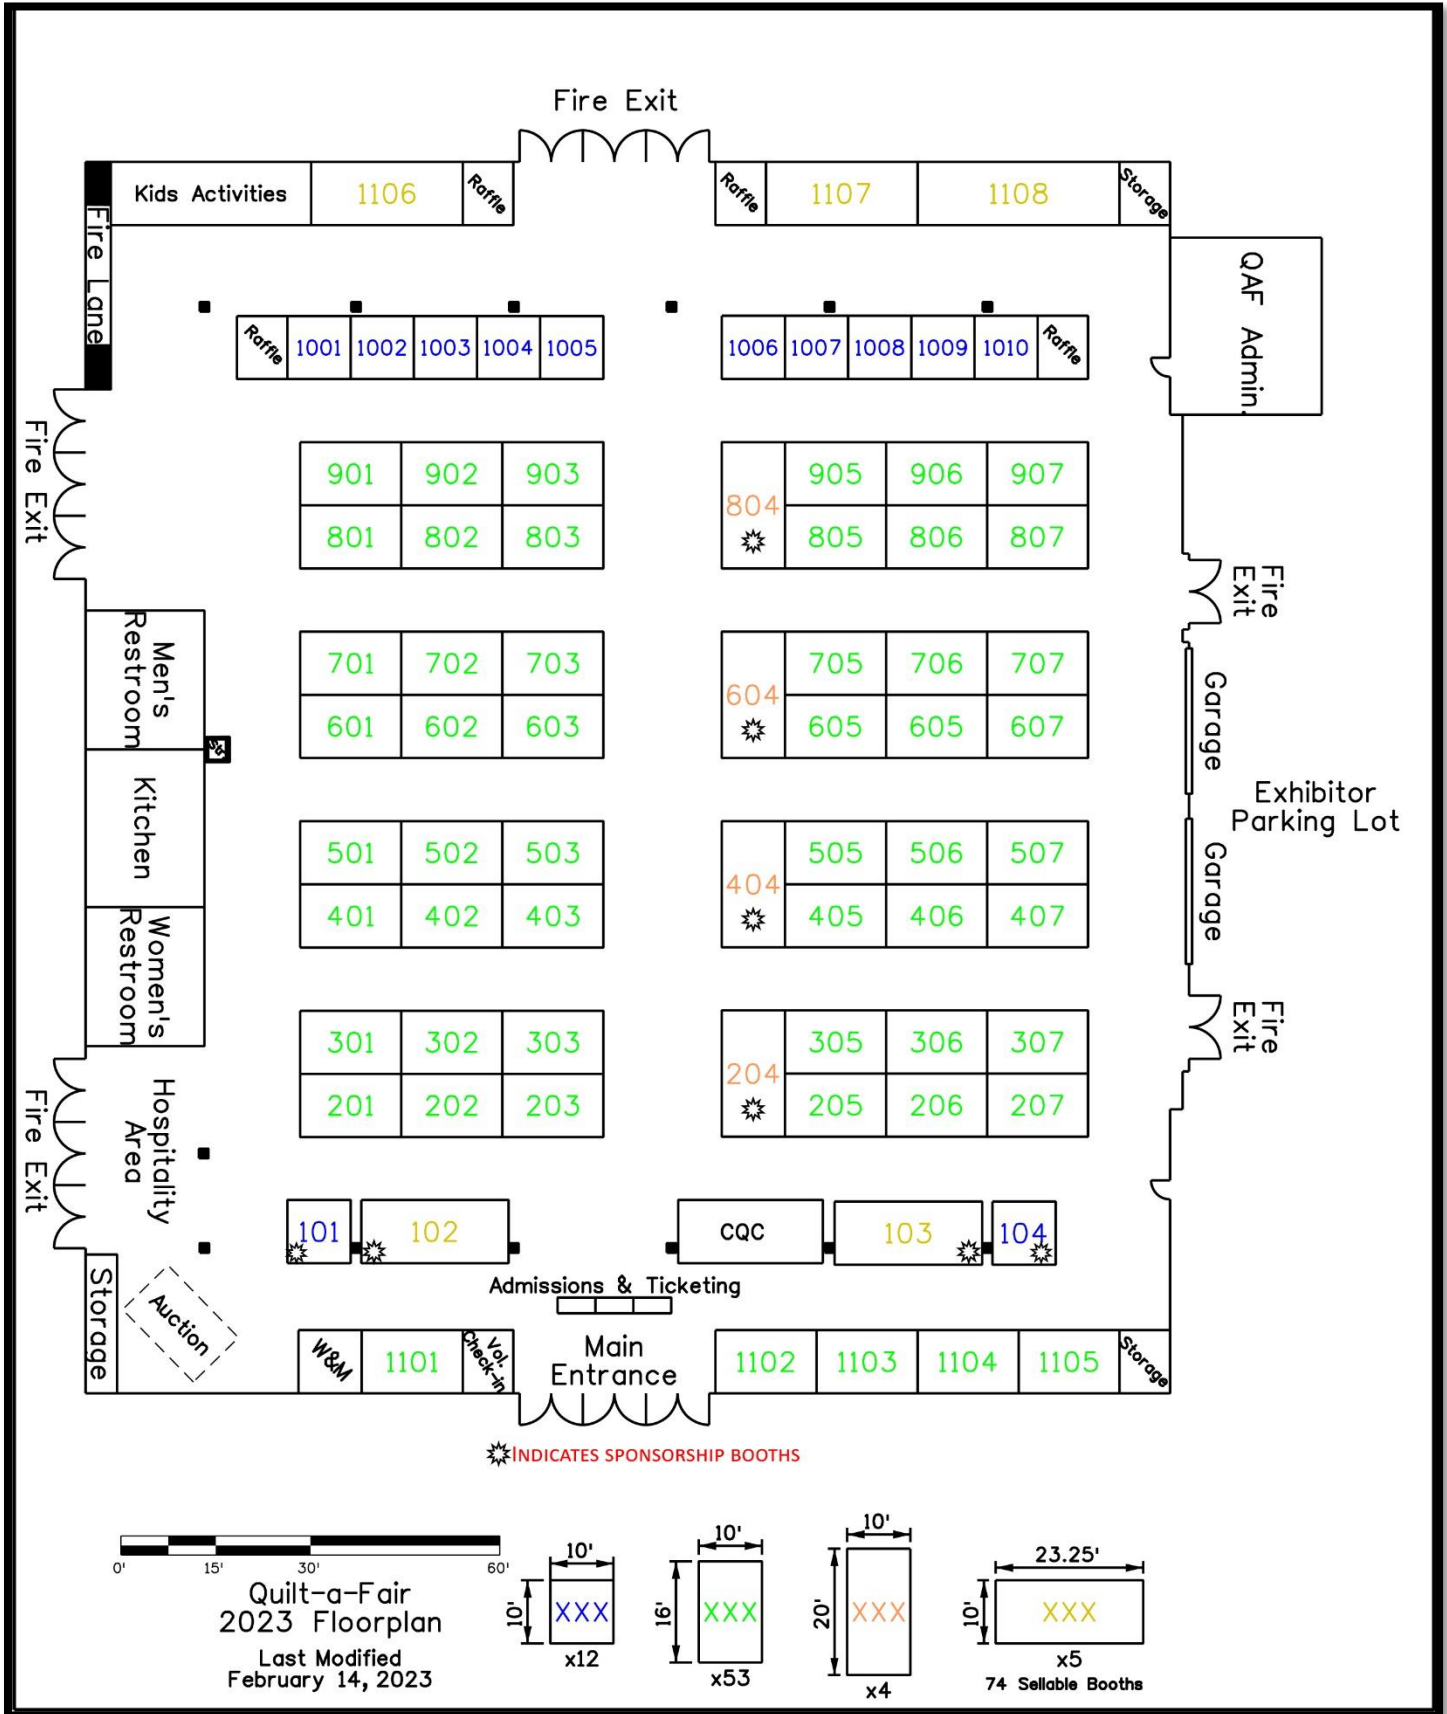 Fire Exit
Kids Activities
1106
Raffle
Raffle
1107
1108
Storage
Fire Lane
QAF Admin.
Raffle
1001
1002
1003
1004
1005
1006
1007
1008
1009
1010
Raffle
Fire Exit
901
902
903
801
802
803
804
905
906
907
805
806
807
Fire
Exit
Men's
Restroom
701
702
703
601
602
603
604
705
706
707
605
605
607
Garage
Str
Kitchen
Exhibitor
Parking Lot
501
502
503
401
402
403
404
505
506
507
405
406
407
Garage
Women's
Restroom
Fire
Exit
301
302
303
201
202
203
204
305
306
307
205
206
207
Fire Exit
Hospitality
Area
101
102
CQC
103
104
Storage
Auction
Admissions & Ticketing
W&M
1101
Vol.
Check-in
Main
Entrance
1102
1103
1104
1105
Storage
INDICATES SPONSORSHIP BOOTHS
0' 15' 30' 60'
Quilt-a-Fair
2023 Floorplan
Last Modified
February 14, 2023
10'
10'
XXX
x12
10'
16'
XXX
x53
10'
20'
XXX
x4
23.25'
10'
XXX
x5
74 Sellable Booths